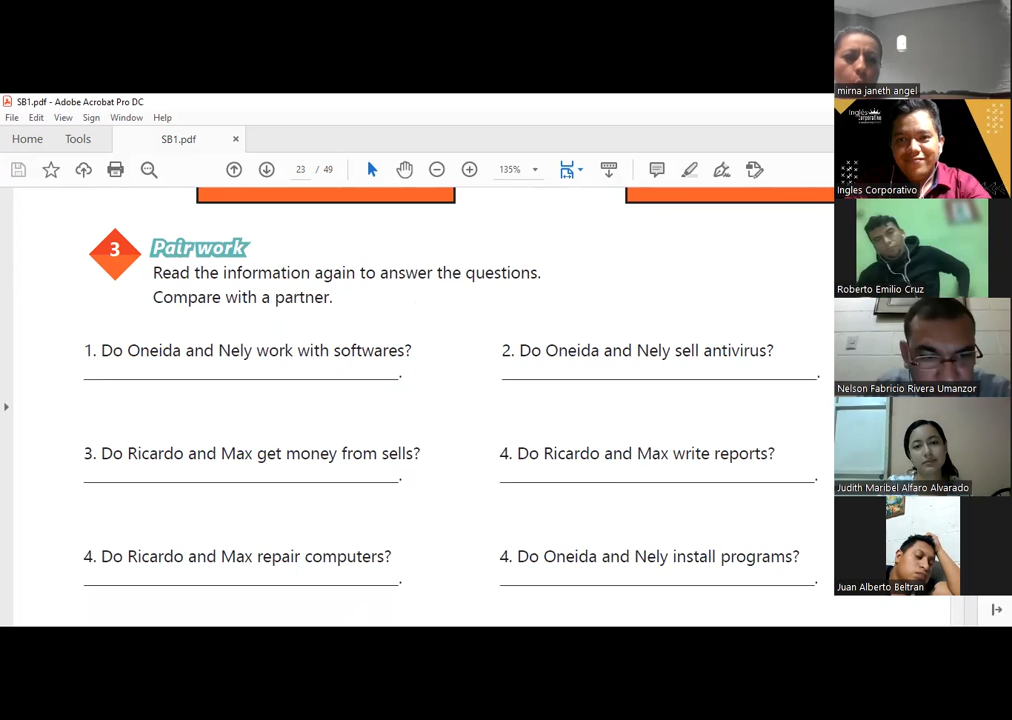 SB1.pdf - Adobe Acrobat Pro DC
File Edit View Sign Window Help
Home Tools SB1.pdf ×
23 / 49 135%
3 Pair work
Read the information again to answer the questions.
Compare with a partner.
1. Do Oneida and Nely work with softwares? 2. Do Oneida and Nely sell antivirus?
3. Do Ricardo and Max get money from sells? 4. Do Ricardo and Max write reports?
4. Do Ricardo and Max repair computers? 4. Do Oneida and Nely install programs?
mirna janeth angel
Inglés
corporativo
Ingles Corporativo
Roberto Emilio Cruz
Nelson Fabricio Rivera Umanzor
Judith Maribel Alfaro Alvarado
Juan Alberto Beltran